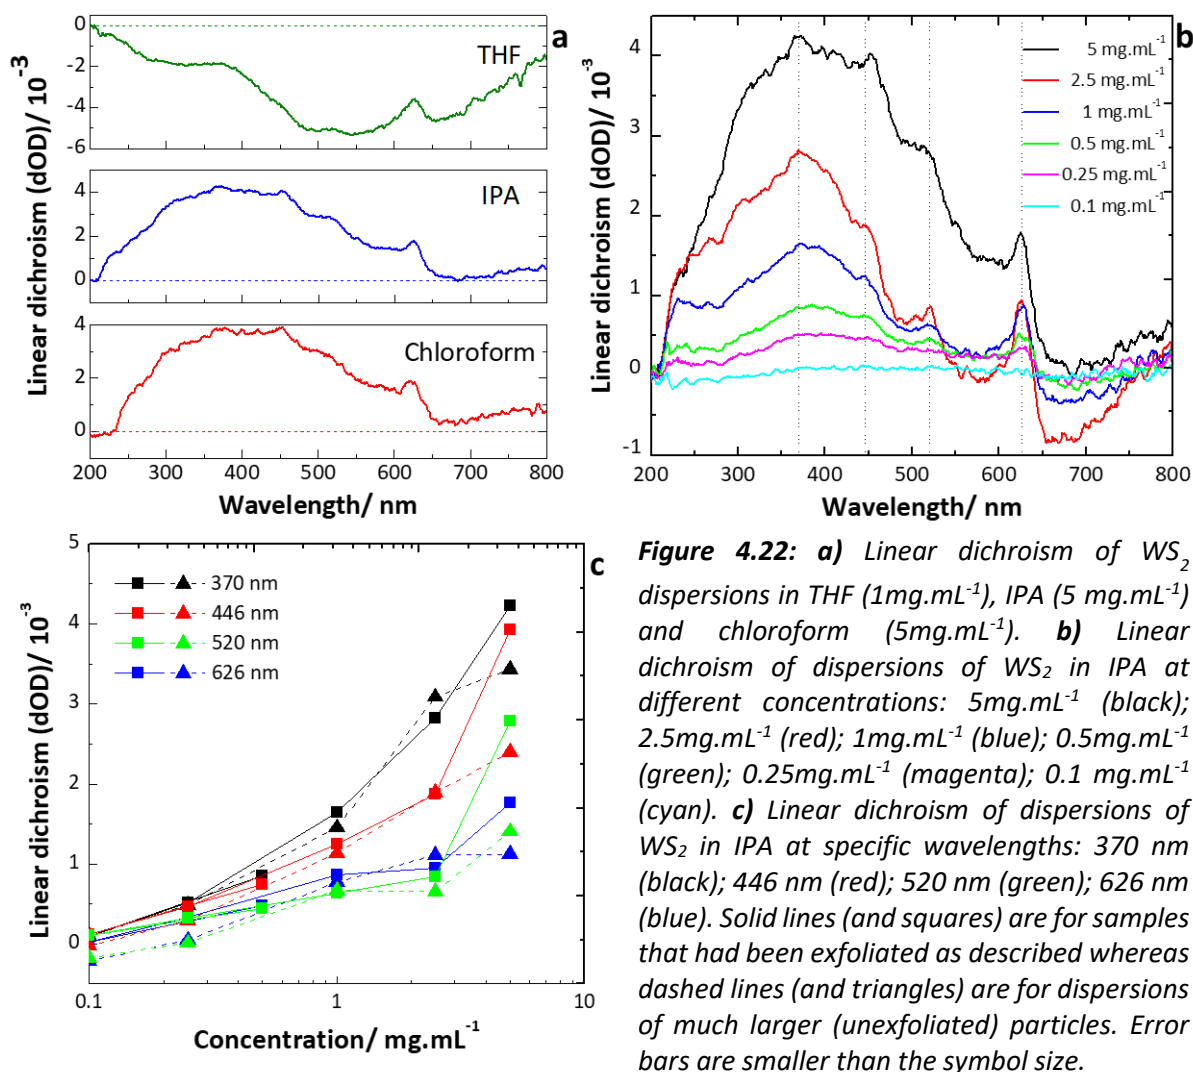 a
THF
Linear dichroism (dOD)/ 10⁻³
0
-2
-4
-6
IPA
4
2
0
Chloroform
4
2
0
200 300 400 500 600 700 800
Wavelength/ nm
b
5 mg.mL⁻¹
2.5 mg.mL⁻¹
1 mg.mL⁻¹
0.5 mg.mL⁻¹
0.25 mg.mL⁻¹
0.1 mg.mL⁻¹
Linear dichroism (dOD)/ 10⁻³
4
3
2
1
0
-1
200 300 400 500 600 700 800
Wavelength/ nm
c
370 nm
446 nm
520 nm
626 nm
Linear dichroism (dOD)/ 10⁻³
5
4
3
2
1
0
0.1 1 10
Concentration/ mg.mL⁻¹
Figure 4.22: a) Linear dichroism of WS₂
dispersions in THF (1mg.mL⁻¹), IPA (5 mg.mL⁻¹)
and chloroform (5mg.mL⁻¹). b) Linear
dichroism of dispersions of WS₂ in IPA at
different concentrations: 5mg.mL⁻¹ (black);
2.5mg.mL⁻¹ (red); 1mg.mL⁻¹ (blue); 0.5mg.mL⁻¹
(green); 0.25mg.mL⁻¹ (magenta); 0.1 mg.mL⁻¹
(cyan). c) Linear dichroism of dispersions of
WS₂ in IPA at specific wavelengths: 370 nm
(black); 446 nm (red); 520 nm (green); 626 nm
(blue). Solid lines (and squares) are for samples
that had been exfoliated as described whereas
dashed lines (and triangles) are for dispersions
of much larger (unexfoliated) particles. Error
bars are smaller than the symbol size.